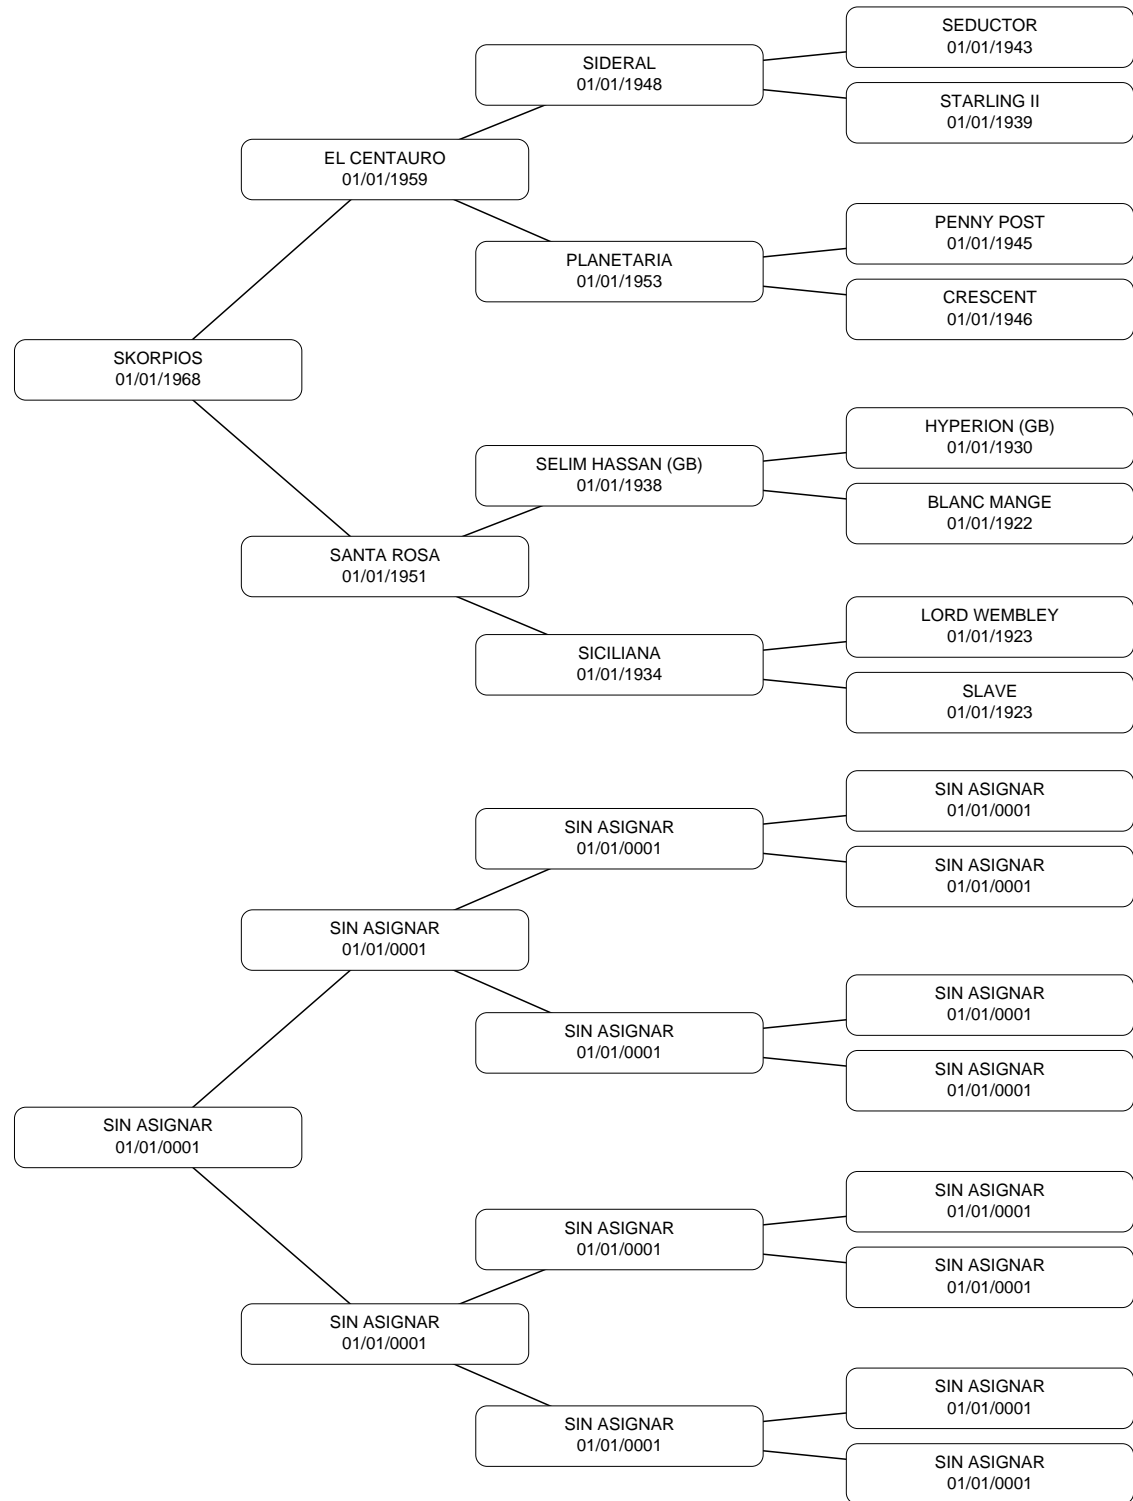 SEDUCTOR
01/01/1943
SIDERAL
01/01/1948
STARLING II
01/01/1939
EL CENTAURO
01/01/1959
PENNY POST
01/01/1945
PLANETARIA
01/01/1953
CRESCENT
01/01/1946
SKORPIOS
01/01/1968
HYPERION (GB)
01/01/1930
SELIM HASSAN (GB)
01/01/1938
BLANC MANGE
01/01/1922
SANTA ROSA
01/01/1951
LORD WEMBLEY
01/01/1923
SICILIANA
01/01/1934
SLAVE
01/01/1923
SIN ASIGNAR
01/01/0001
SIN ASIGNAR
01/01/0001
SIN ASIGNAR
01/01/0001
SIN ASIGNAR
01/01/0001
SIN ASIGNAR
01/01/0001
SIN ASIGNAR
01/01/0001
SIN ASIGNAR
01/01/0001
SIN ASIGNAR
01/01/0001
SIN ASIGNAR
01/01/0001
SIN ASIGNAR
01/01/0001
SIN ASIGNAR
01/01/0001
SIN ASIGNAR
01/01/0001
SIN ASIGNAR
01/01/0001
SIN ASIGNAR
01/01/0001
SIN ASIGNAR
01/01/0001